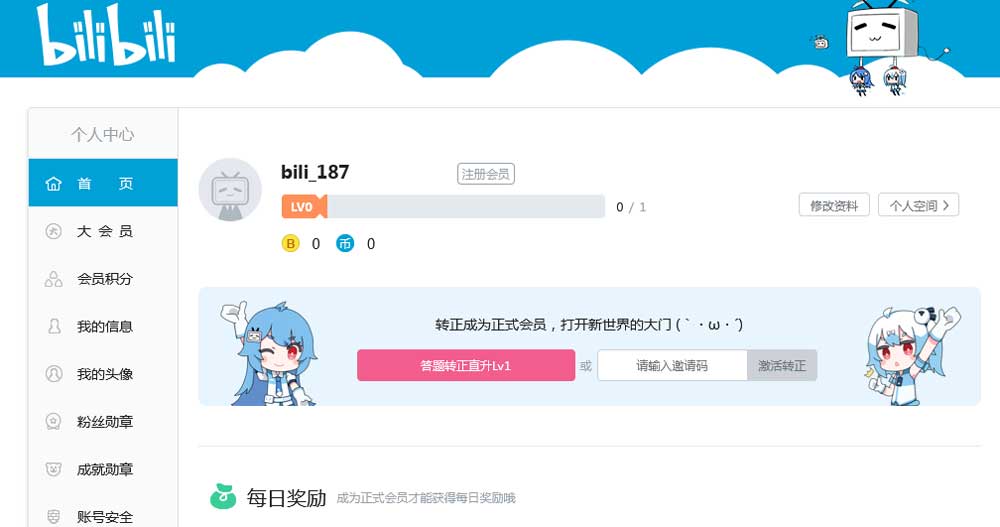 bilibili
个人中心
首 页
大 会 员
会员积分
我的信息
我的头像
粉丝勋章
成就勋章
账号安全
bili_187 注册会员
LV0 0 / 1
修改资料 个人空间 >
B 0 币 0
转正成为正式会员，打开新世界的大门 (｀・ω・´)
答题转正直升Lv1 或 请输入邀请码 激活转正
每日奖励 成为正式会员才能获得每日奖励哦